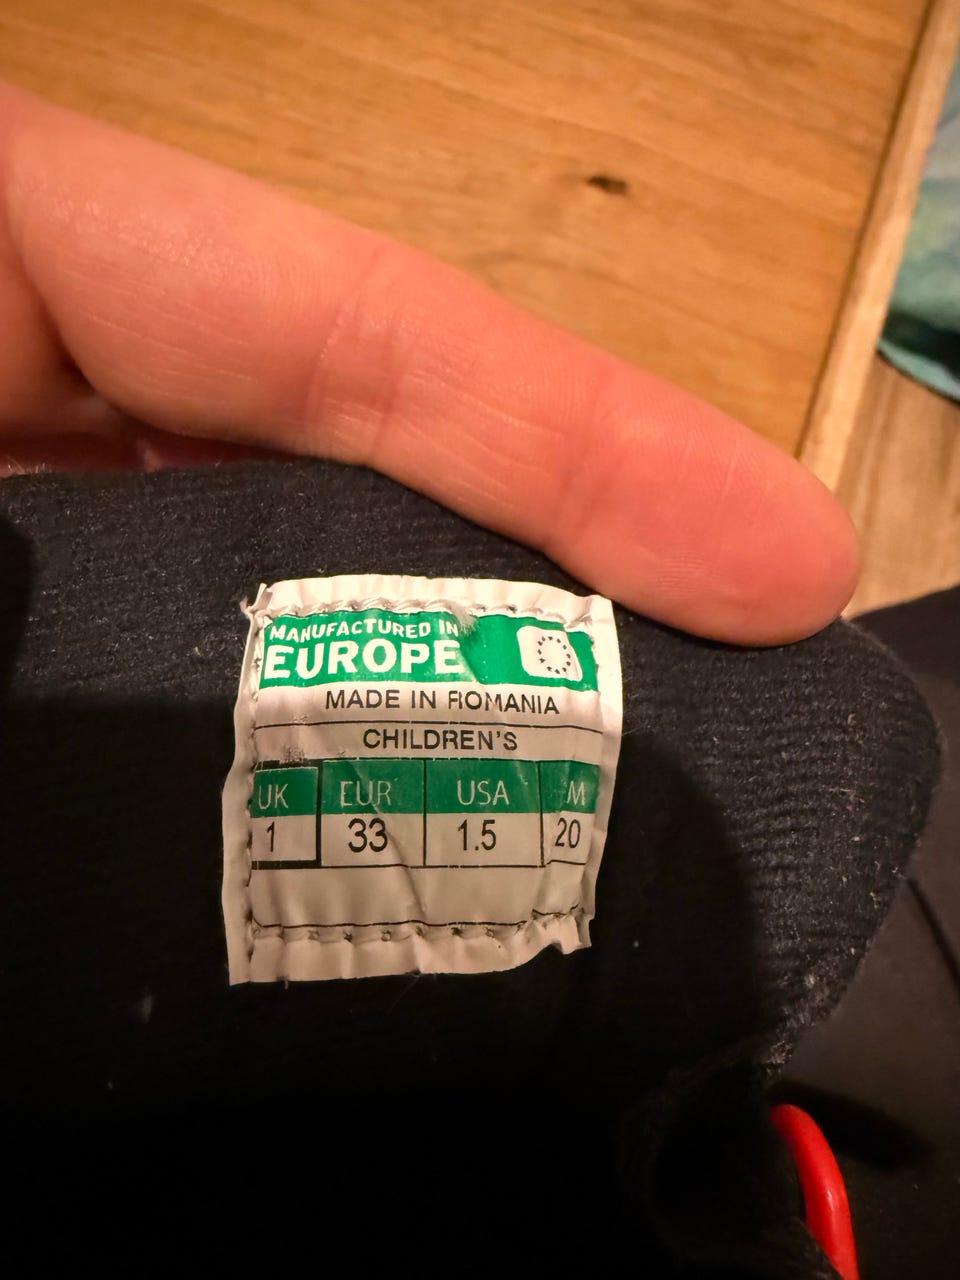 MANUFACTURED IN
EUROPE
MADE IN ROMANIA
CHILDREN'S
UK EUR USA M
1 33 1.5 20